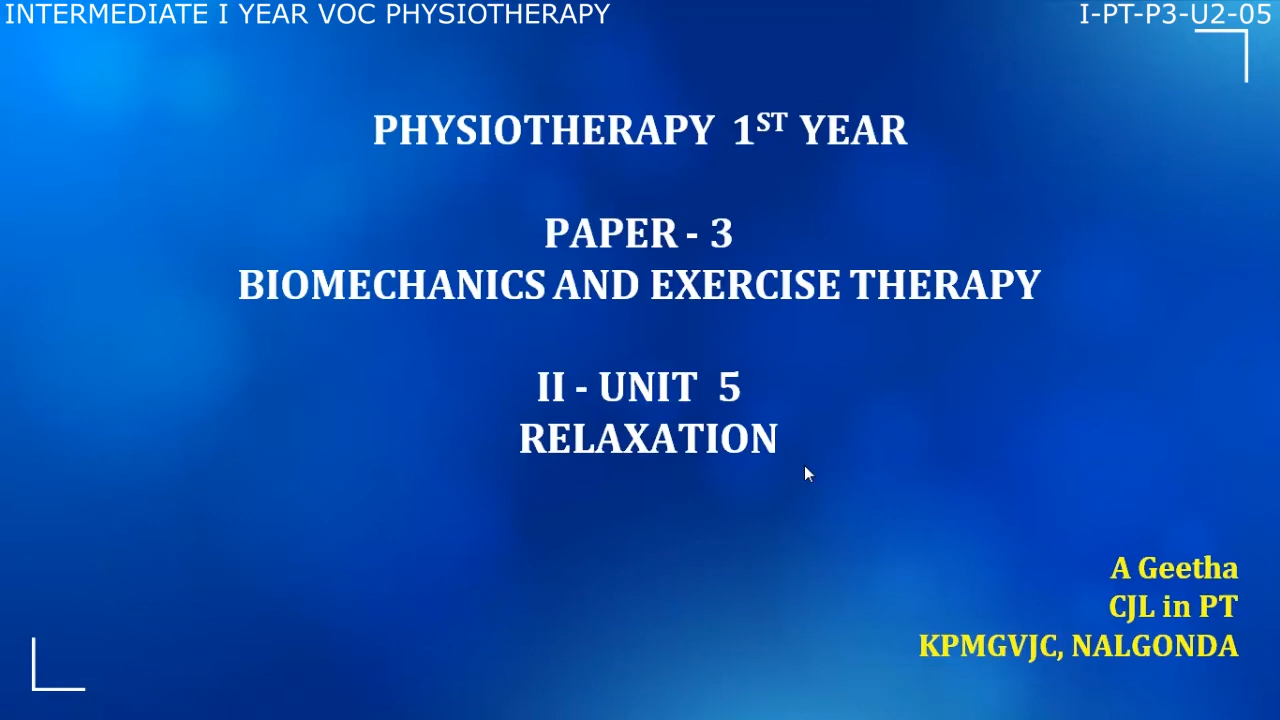 INTERMEDIATE I YEAR VOC PHYSIOTHERAPY
I-PT-P3-U2-05
PHYSIOTHERAPY 1ST YEAR
PAPER - 3
BIOMECHANICS AND EXERCISE THERAPY
II - UNIT 5
RELAXATION
A Geetha
CJL in PT
KPMGVJC, NALGONDA